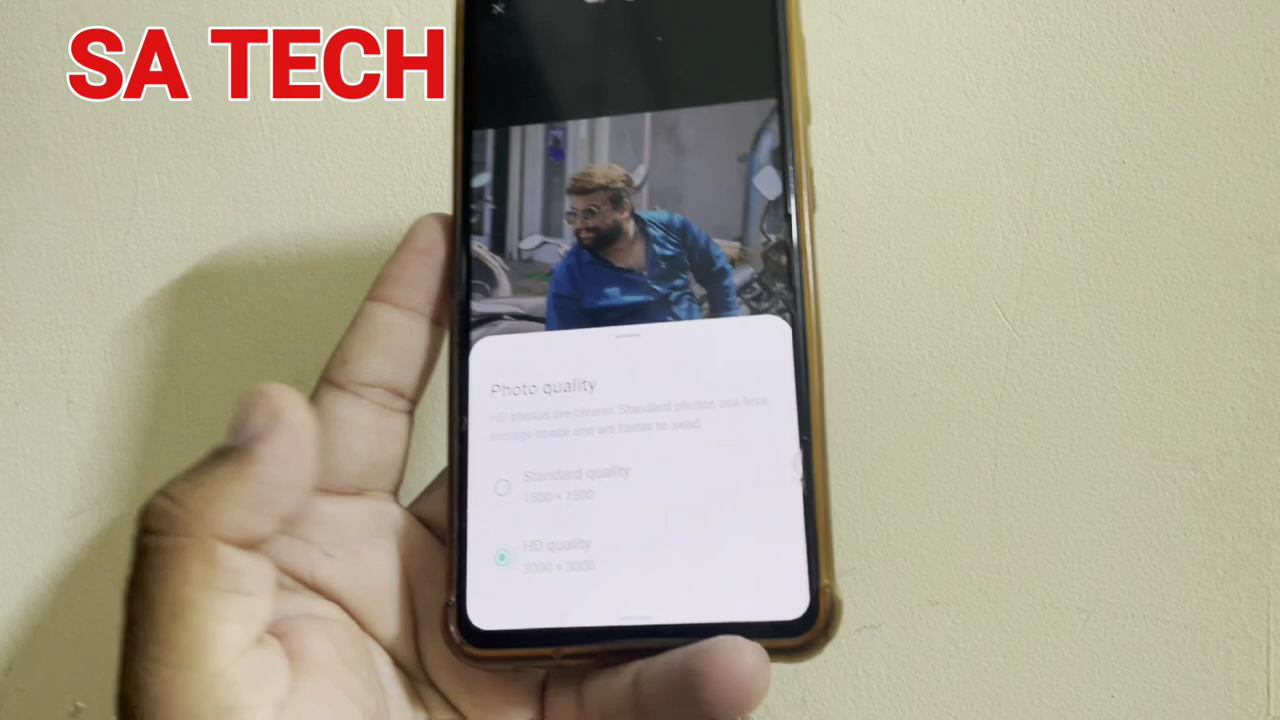 SA TECH
Photo quality
HD photos are clearer. Standard photos use less
storage space and are faster to send.
Standard quality
1500 × 1500
HD quality
3000 × 3000